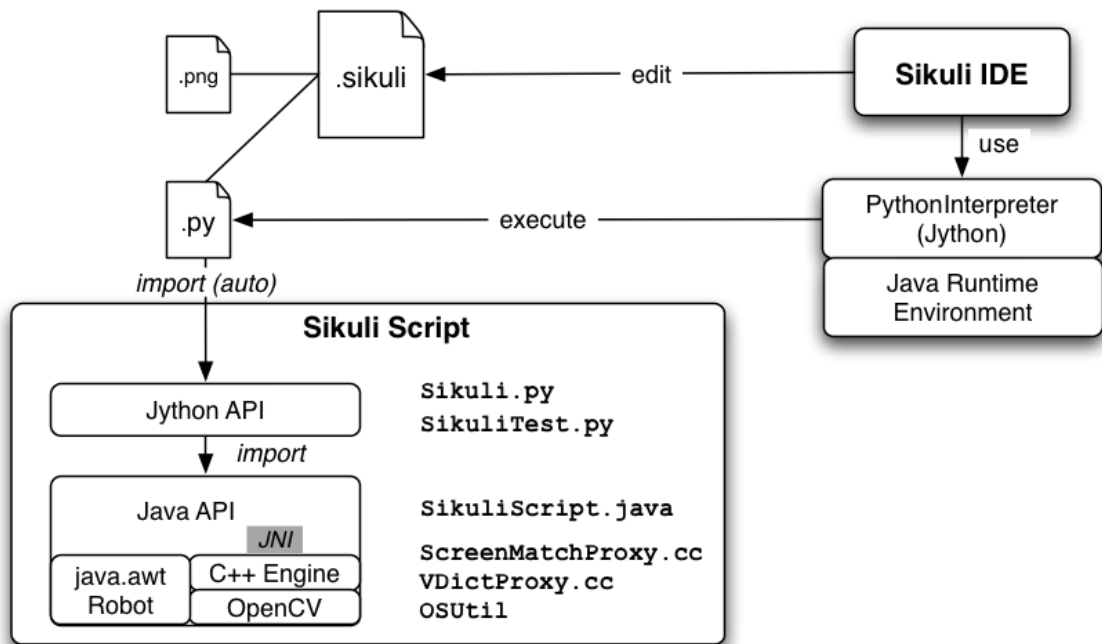 .png
.sikuli
edit
Sikuli IDE
use
.py
execute
PythonInterpreter
(Jython)
Java Runtime
Environment
import (auto)
Sikuli Script
Jython API
Sikuli.py
SikuliTest.py
import
Java API
SikuliScript.java
JNI
java.awt
Robot
C++ Engine
OpenCV
ScreenMatchProxy.cc
VDictProxy.cc
OSUtil